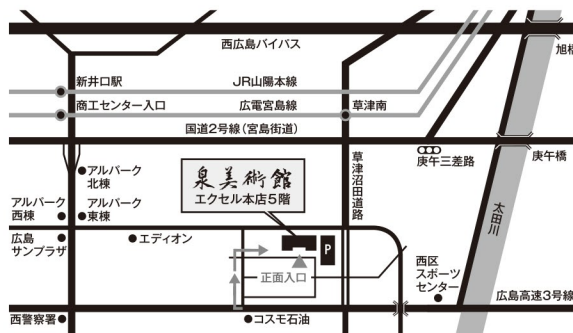 西広島バイパス
旭橋
新井口駅
JR山陽本線
商工センター入口
広電宮島線
草津南
国道2号線(宮島街道)
庚午三差路
庚午橋
アルパーク
北棟
泉美術館
エクセル本店5階
草津沼田道路
太田川
アルパーク
西棟
アルパーク
東棟
広島
サンプラザ
エディオン
P
正面入口
西区
スポーツ
センター
広島高速3号線
西警察署
コスモ石油